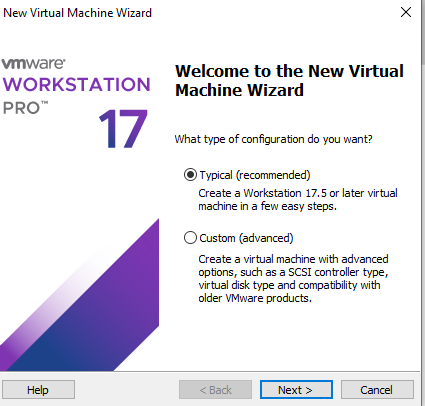 New Virtual Machine Wizard
vmware®
WORKSTATION
PRO™
17
Welcome to the New Virtual
Machine Wizard
What type of configuration do you want?
Typical (recommended)
Create a Workstation 17.5 or later virtual
machine in a few easy steps.
Custom (advanced)
Create a virtual machine with advanced
options, such as a SCSI controller type,
virtual disk type and compatibility with
older VMware products.
Help
< Back
Next >
Cancel